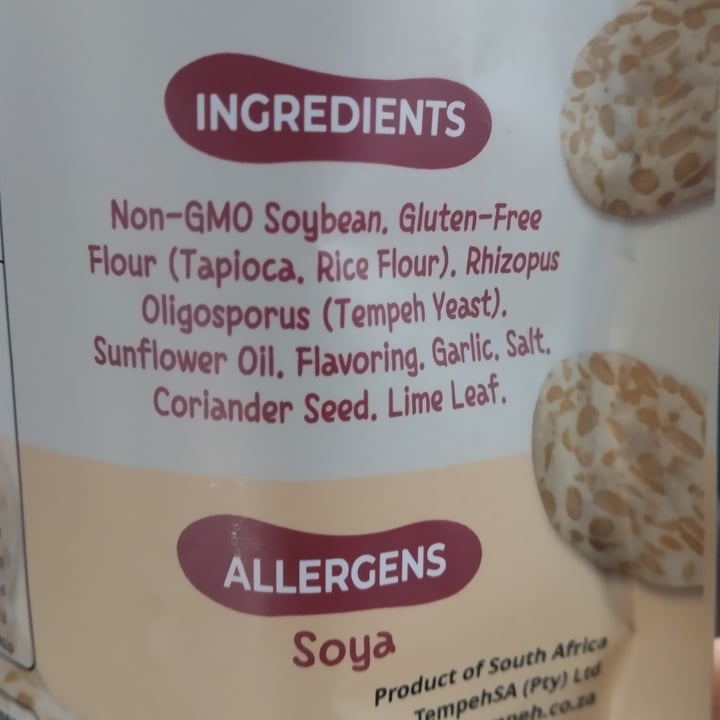 INGREDIENTS
Non-GMO Soybean, Gluten-Free
Flour (Tapioca, Rice Flour), Rhizopus
Oligosporus (Tempeh Yeast),
Sunflower Oil, Flavoring, Garlic, Salt,
Coriander Seed, Lime Leaf.
ALLERGENS
Soya
Product of South Africa
TempehSA (Pty) Ltd